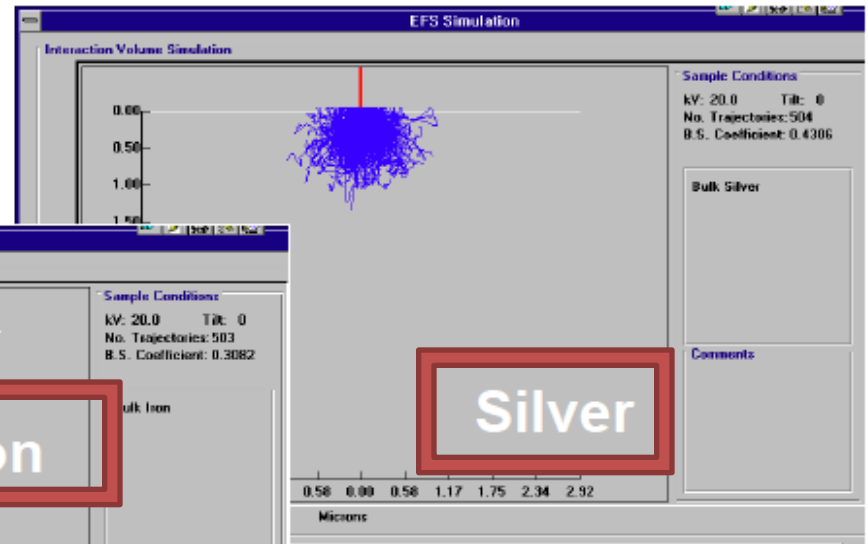 EFS Simulation
Interaction Volume Simulation
0.00
0.50
1.00
Sample Conditions
kV: 20.0 Tilt: 0
No. Trajectories: 504
B.S. Coefficient: 0.4306
Bulk Silver
Comments
Silver
0.58 0.00 0.58 1.17 1.75 2.34 2.92
Microns
Sample Conditions
kV: 20.0 Tilt: 0
No. Trajectories: 503
B.S. Coefficient: 0.3082
ulk Iron
on